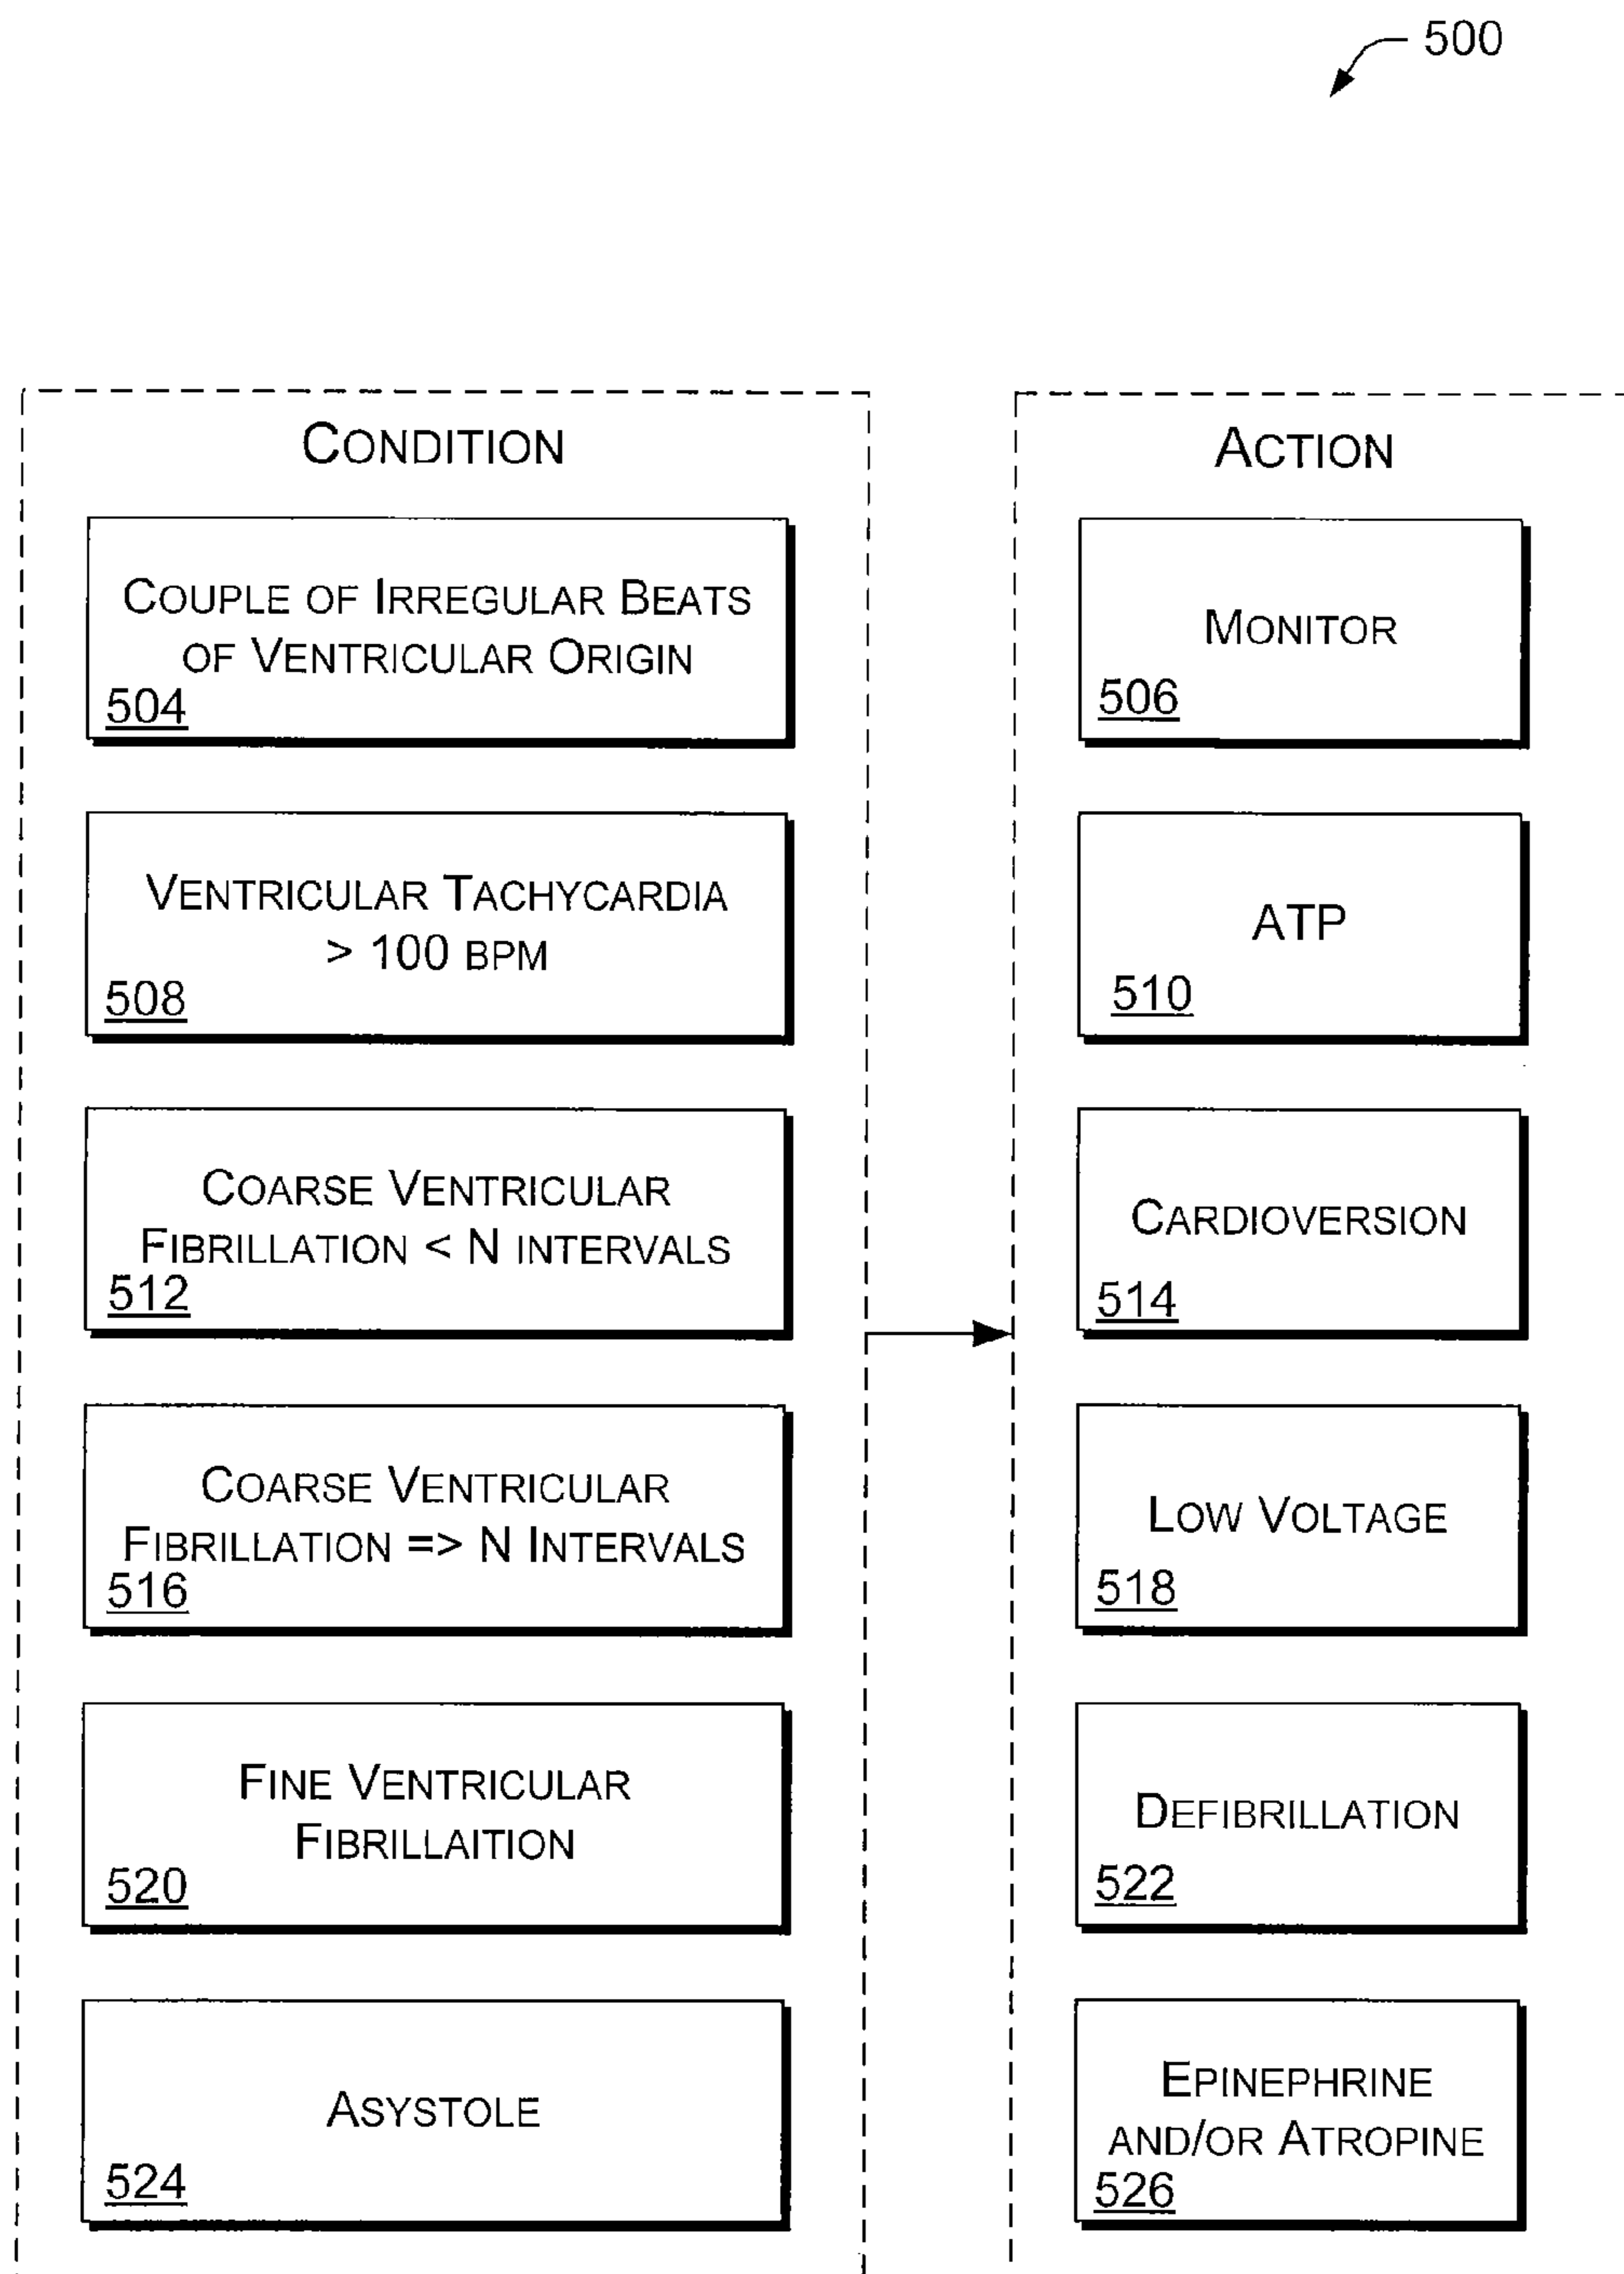 500
CONDITION
COUPLE OF IRREGULAR BEATS
OF VENTRICULAR ORIGIN
504
VENTRICULAR TACHYCARDIA
> 100 BPM
508
COARSE VENTRICULAR
FIBRILLATION < N INTERVALS
512
COARSE VENTRICULAR
FIBRILLATION => N INTERVALS
516
FINE VENTRICULAR
FIBRILLAITION
520
ASYSTOLE
524
ACTION
MONITOR
506
ATP
510
CARDIOVERSION
514
LOW VOLTAGE
518
DEFIBRILLATION
522
EPINEPHRINE
AND/OR ATROPINE
526